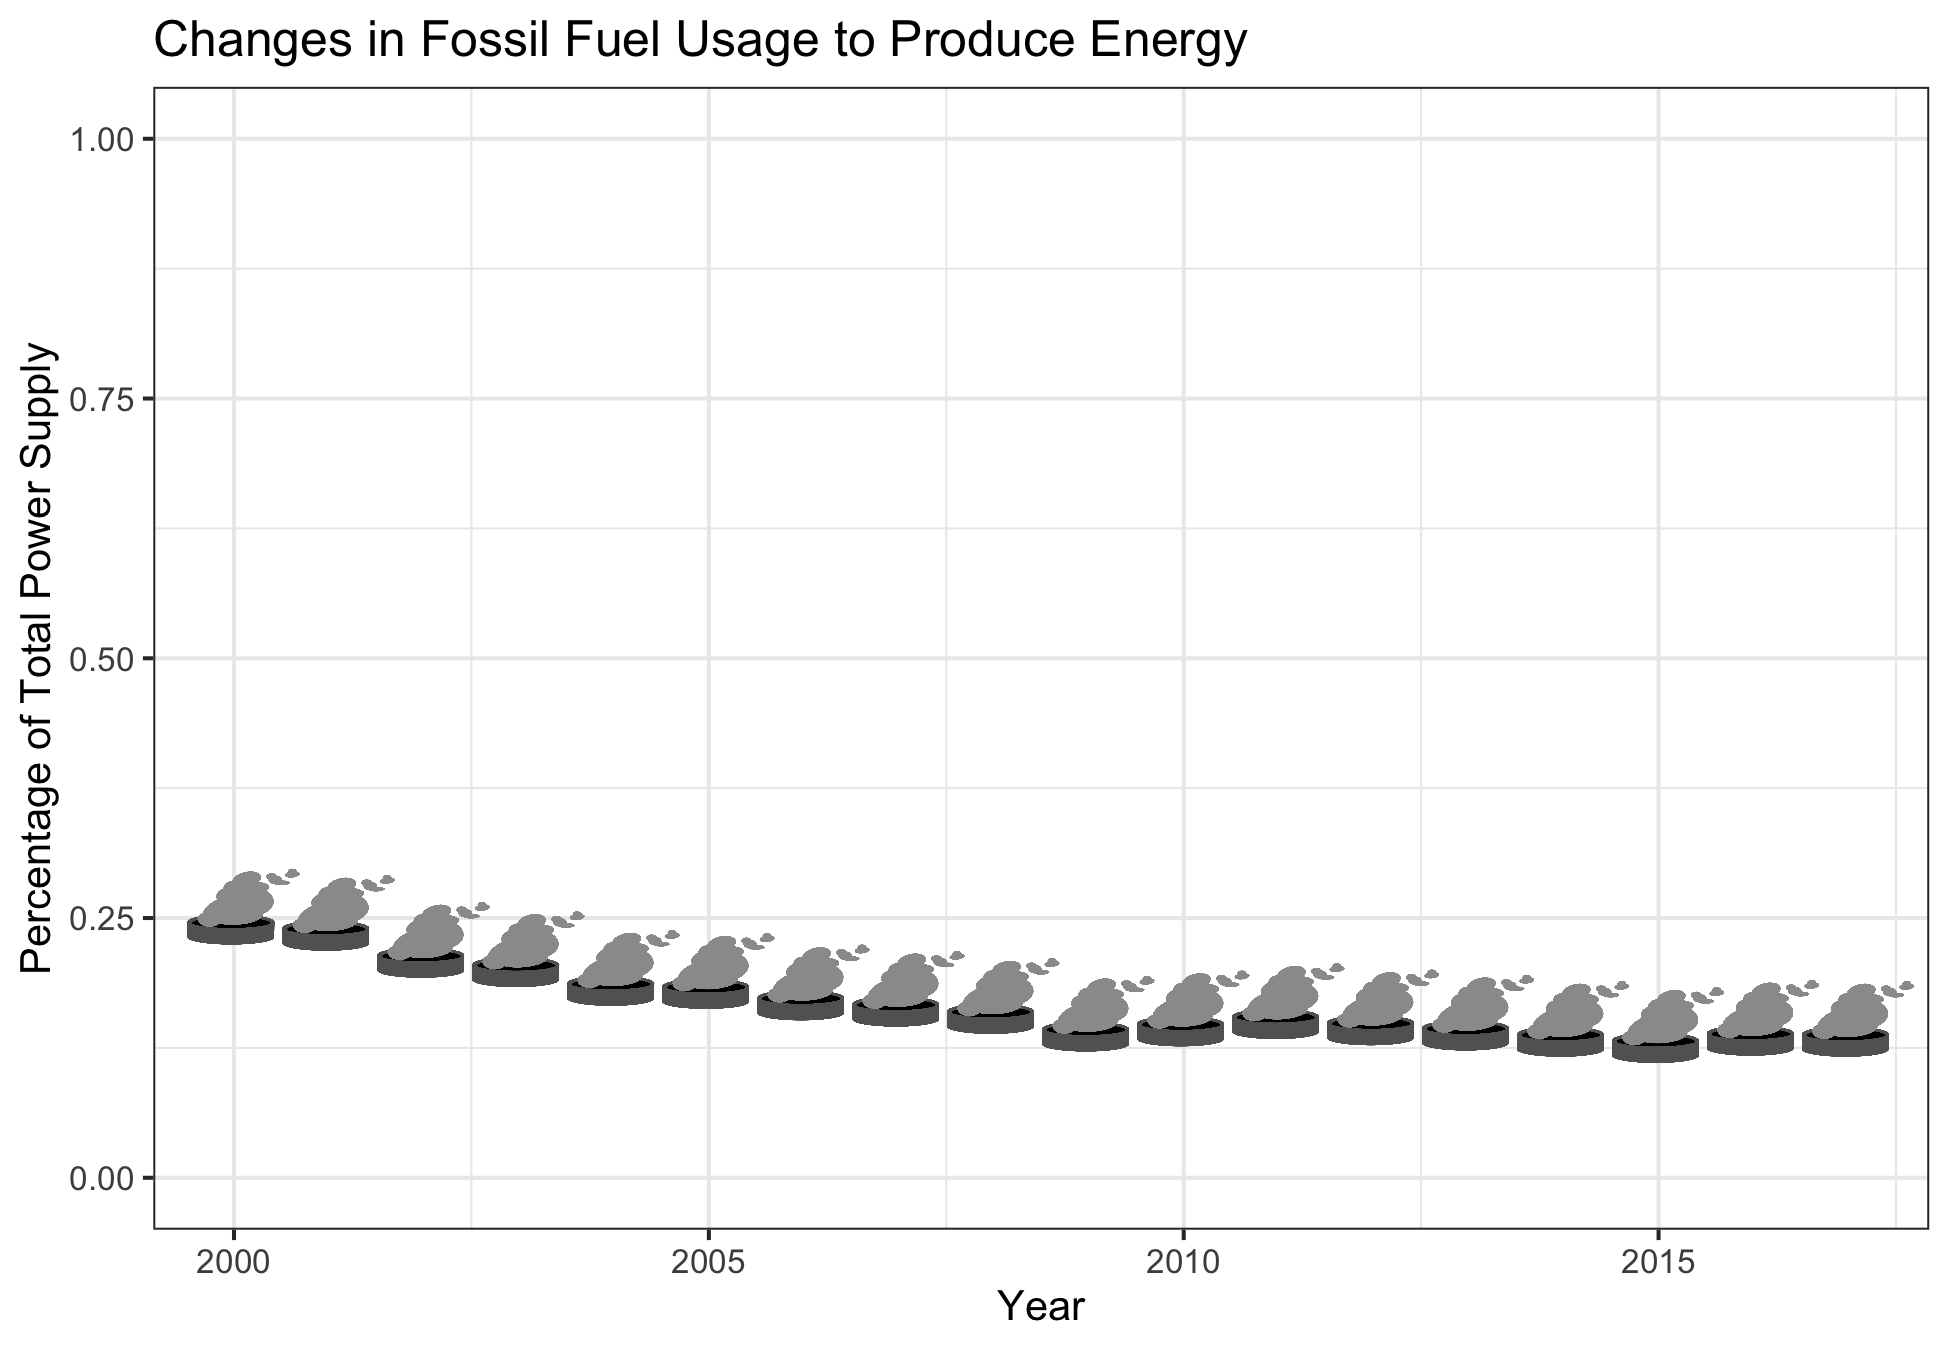 Changes in Fossil Fuel Usage to Produce Energy
Percentage of Total Power Supply
1.00
0.75
0.50
0.25
0.00
2000 2005 2010 2015
Year